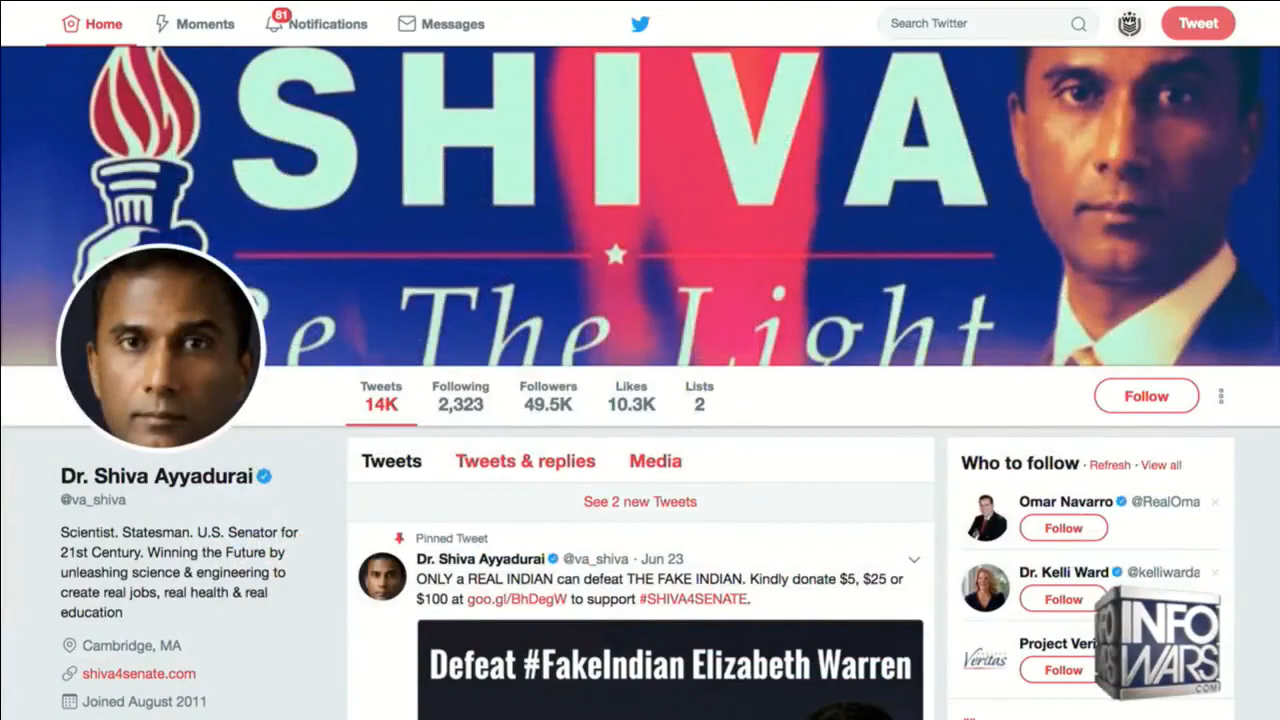 Home Moments 81 Notifications Messages Search Twitter Tweet
SHIVA
Be The Light
Tweets Following Followers Likes Lists
14K 2,323 49.5K 10.3K 2
Follow
Dr. Shiva Ayyadurai
@va_shiva
Scientist. Statesman. U.S. Senator for
21st Century. Winning the Future by
unleashing science & engineering to
create real jobs, real health & real
education
Cambridge, MA
shiva4senate.com
Joined August 2011
Tweets Tweets & replies Media
See 2 new Tweets
Pinned Tweet
Dr. Shiva Ayyadurai @va_shiva · Jun 23
ONLY a REAL INDIAN can defeat THE FAKE INDIAN. Kindly donate $5, $25 or
$100 at goo.gl/BhDegW to support #SHIVA4SENATE.
Defeat #FakeIndian Elizabeth Warren
Who to follow · Refresh · View all
Omar Navarro @RealOma
Follow
Dr. Kelli Ward @kelliwarda
Follow
Project Veri
Veritas
Follow
INFO
WARS
.COM